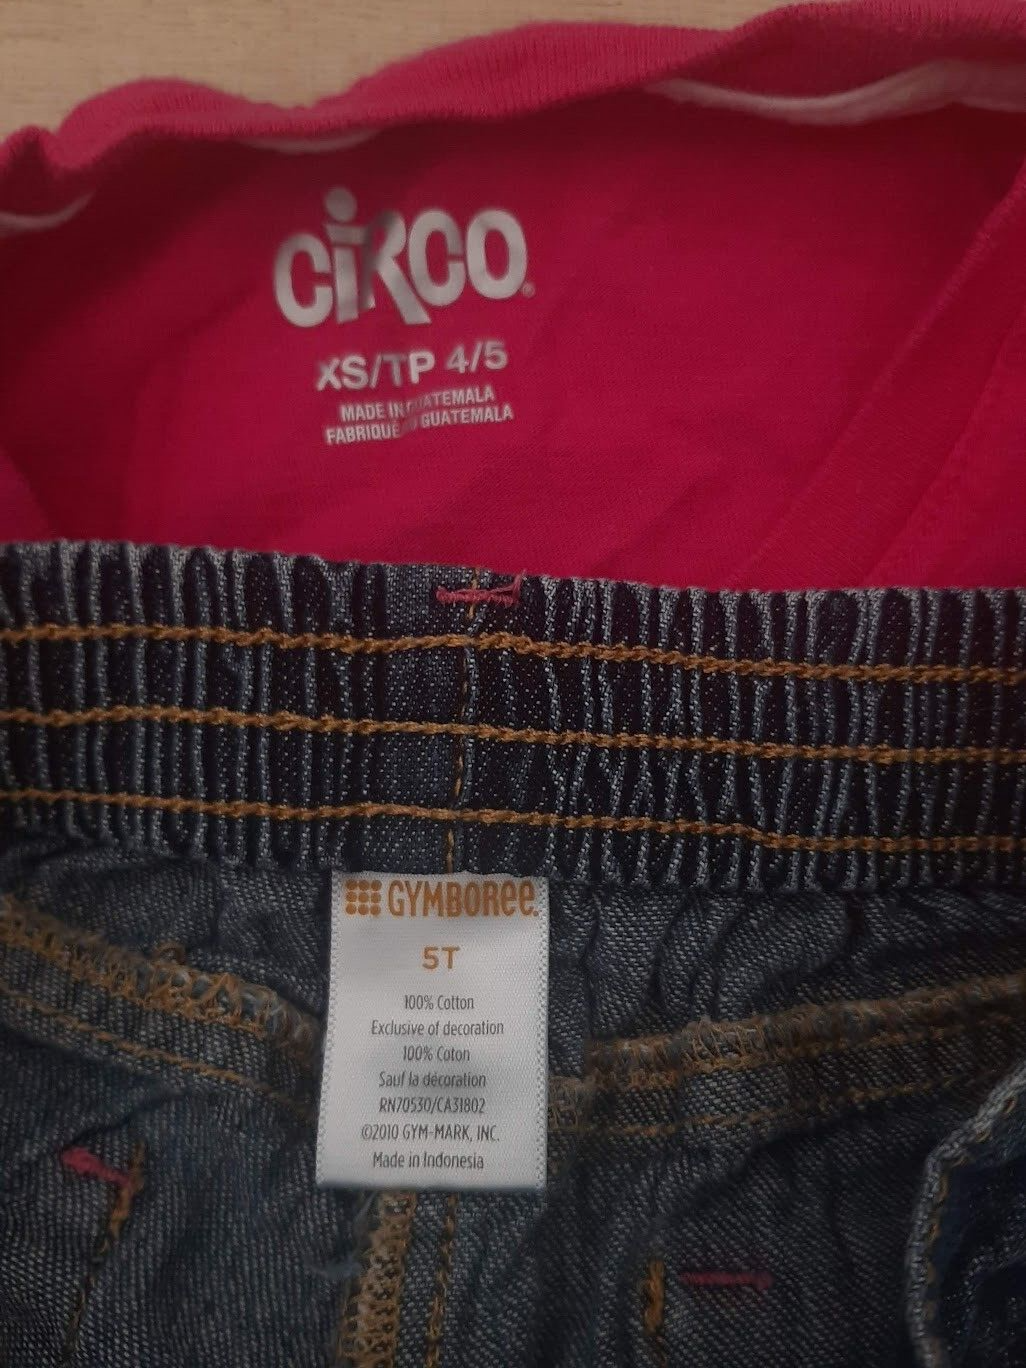 CiRCO
XS/TP 4/5
MADE IN GUATEMALA
FABRIQUÉ AU GUATEMALA
GYMBOREE
5T
100% Cotton
Exclusive of decoration
100% Coton
Sauf la décoration
RN70530/CA31802
©2010 GYM-MARK, INC.
Made in Indonesia